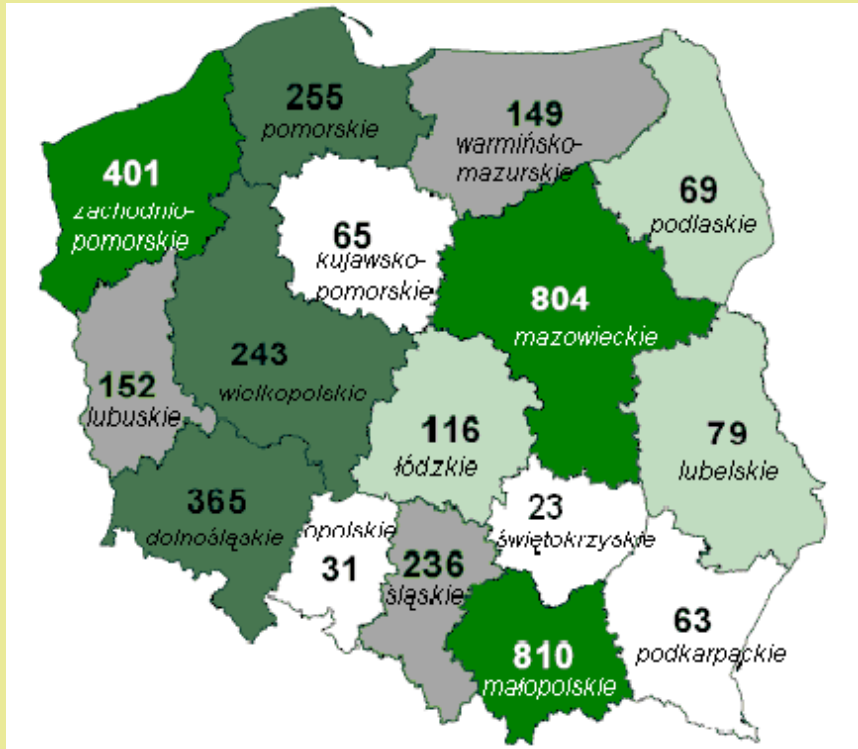 255
pomorskie
149
warmińsko-
mazurskie
401
zachodnio-
pomorskie
69
podlaskie
65
kujawsko-
pomorskie
804
mazowieckie
243
wielkopolskie
152
lubuskie
116
łódzkie
79
lubelskie
365
dolnośląskie
opolskie
31
236
śląskie
23
świętokrzyskie
63
podkarpackie
810
małopolskie